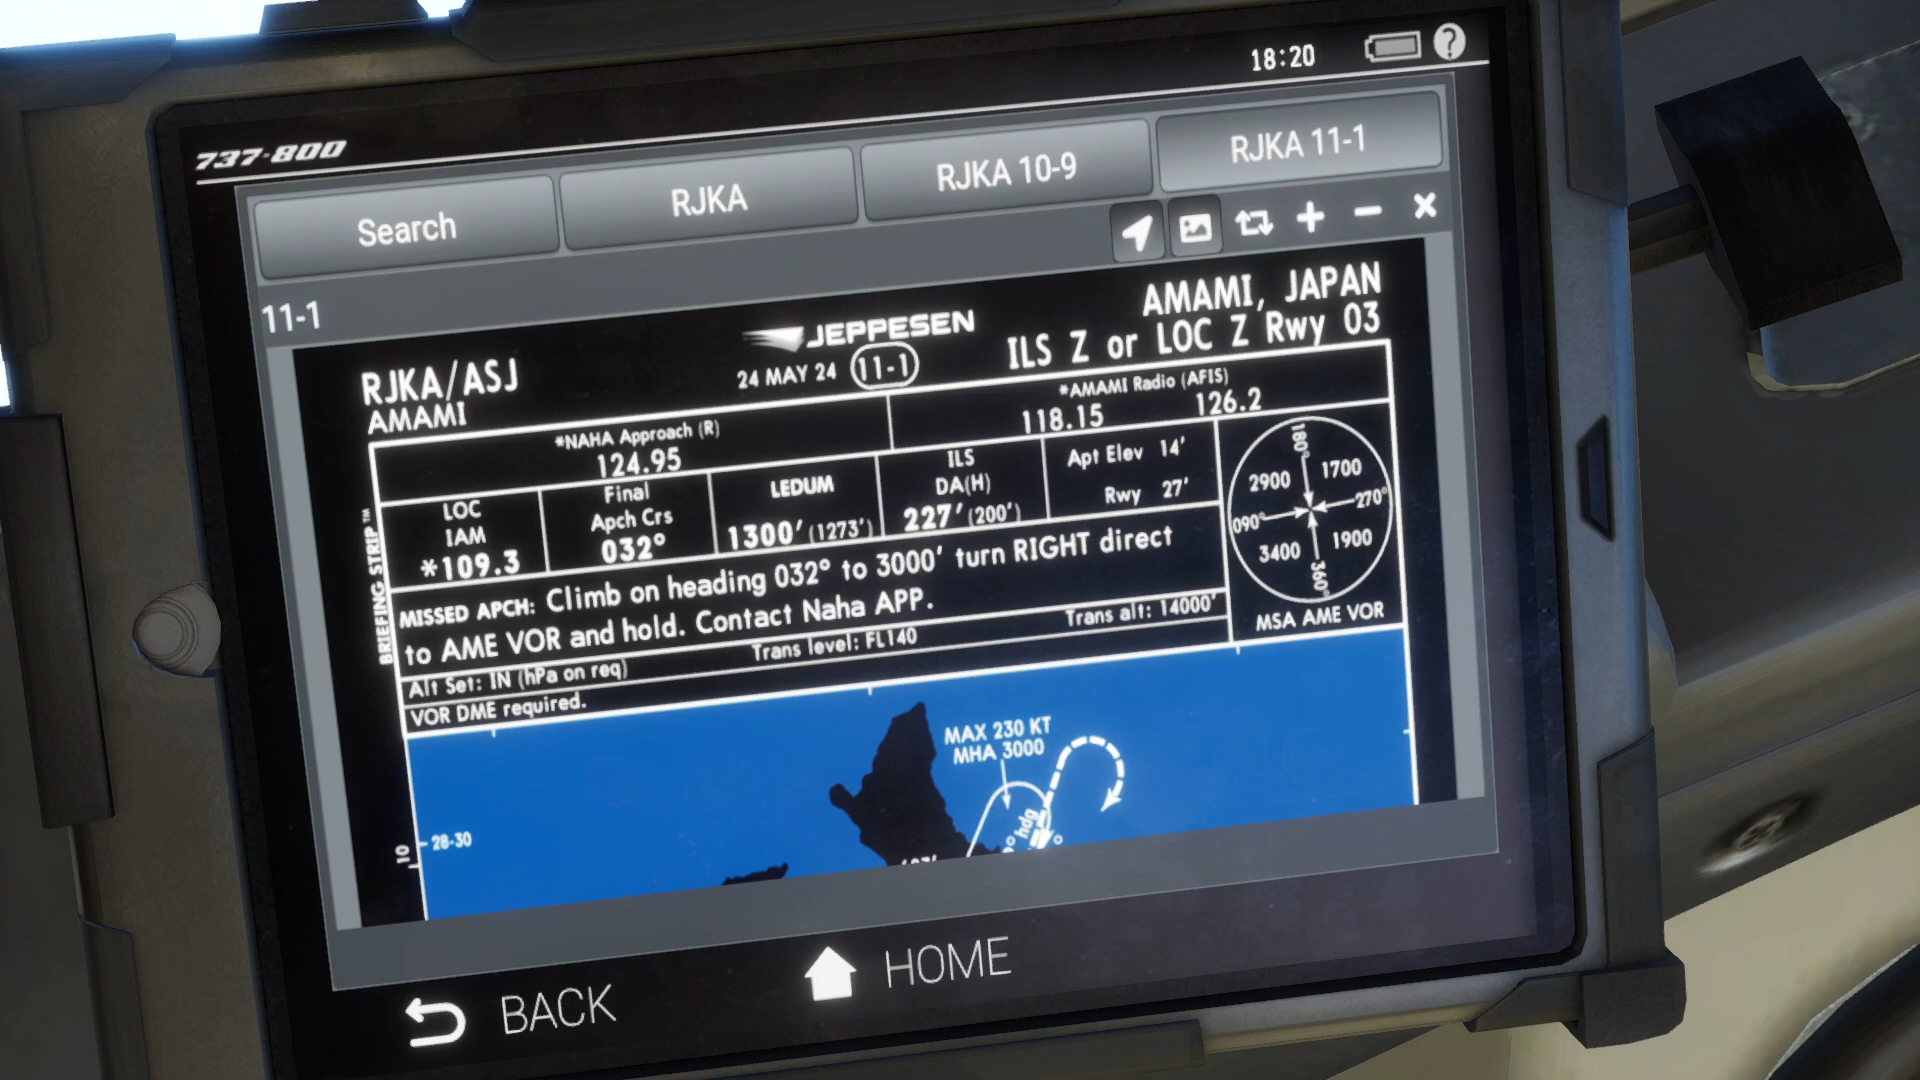 18:20
737-800
Search
RJKA
RJKA 10-9
RJKA 11-1
11-1
RJKA/ASJ
AMAMI
JEPPESEN
24 MAY 24
11-1
AMAMI, JAPAN
ILS Z or LOC Z Rwy 03
BRIEFING STRIP™
*NAHA Approach (R)
124.95
*AMAMI Radio (AFIS)
118.15 126.2
LOC
IAM
*109.3
Final
Apch Crs
032°
LEDUM
1300' (1273')
ILS
DA(H)
227' (200')
Apt Elev 14'
Rwy 27'
180°
2900
1700
270°
090°
3400
1900
360°
MSA AME VOR
MISSED APCH: Climb on heading 032° to 3000' turn RIGHT direct
to AME VOR and hold. Contact Naha APP.
Alt Set: IN (hPa on req)
Trans level: FL140
Trans alt: 14000'
VOR DME required.
MAX 230 KT
MHA 3000
hdg
28-30
10
BACK
HOME